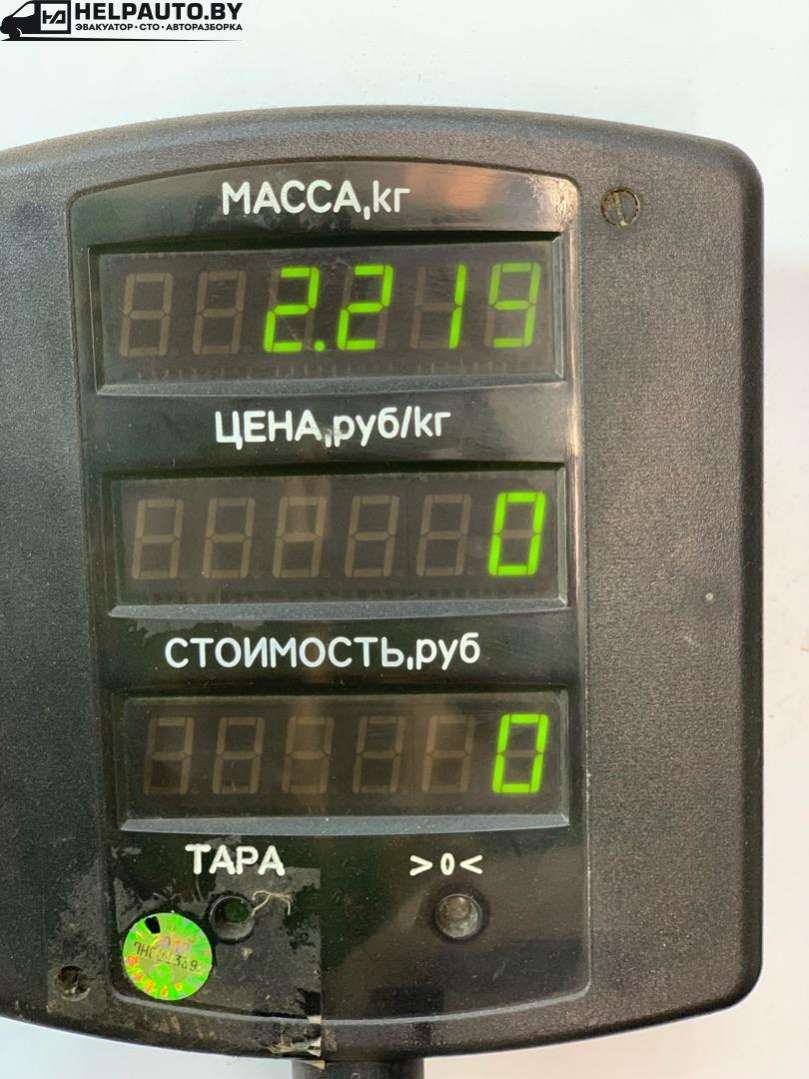 HELPAUTO.BY
ЭВАКУАТОР•СТО•АВТОРАЗБОРКА
МАССА,кг
2.219
ЦЕНА,руб/кг
0
СТОИМОСТЬ,руб
0
ТАРА >0<